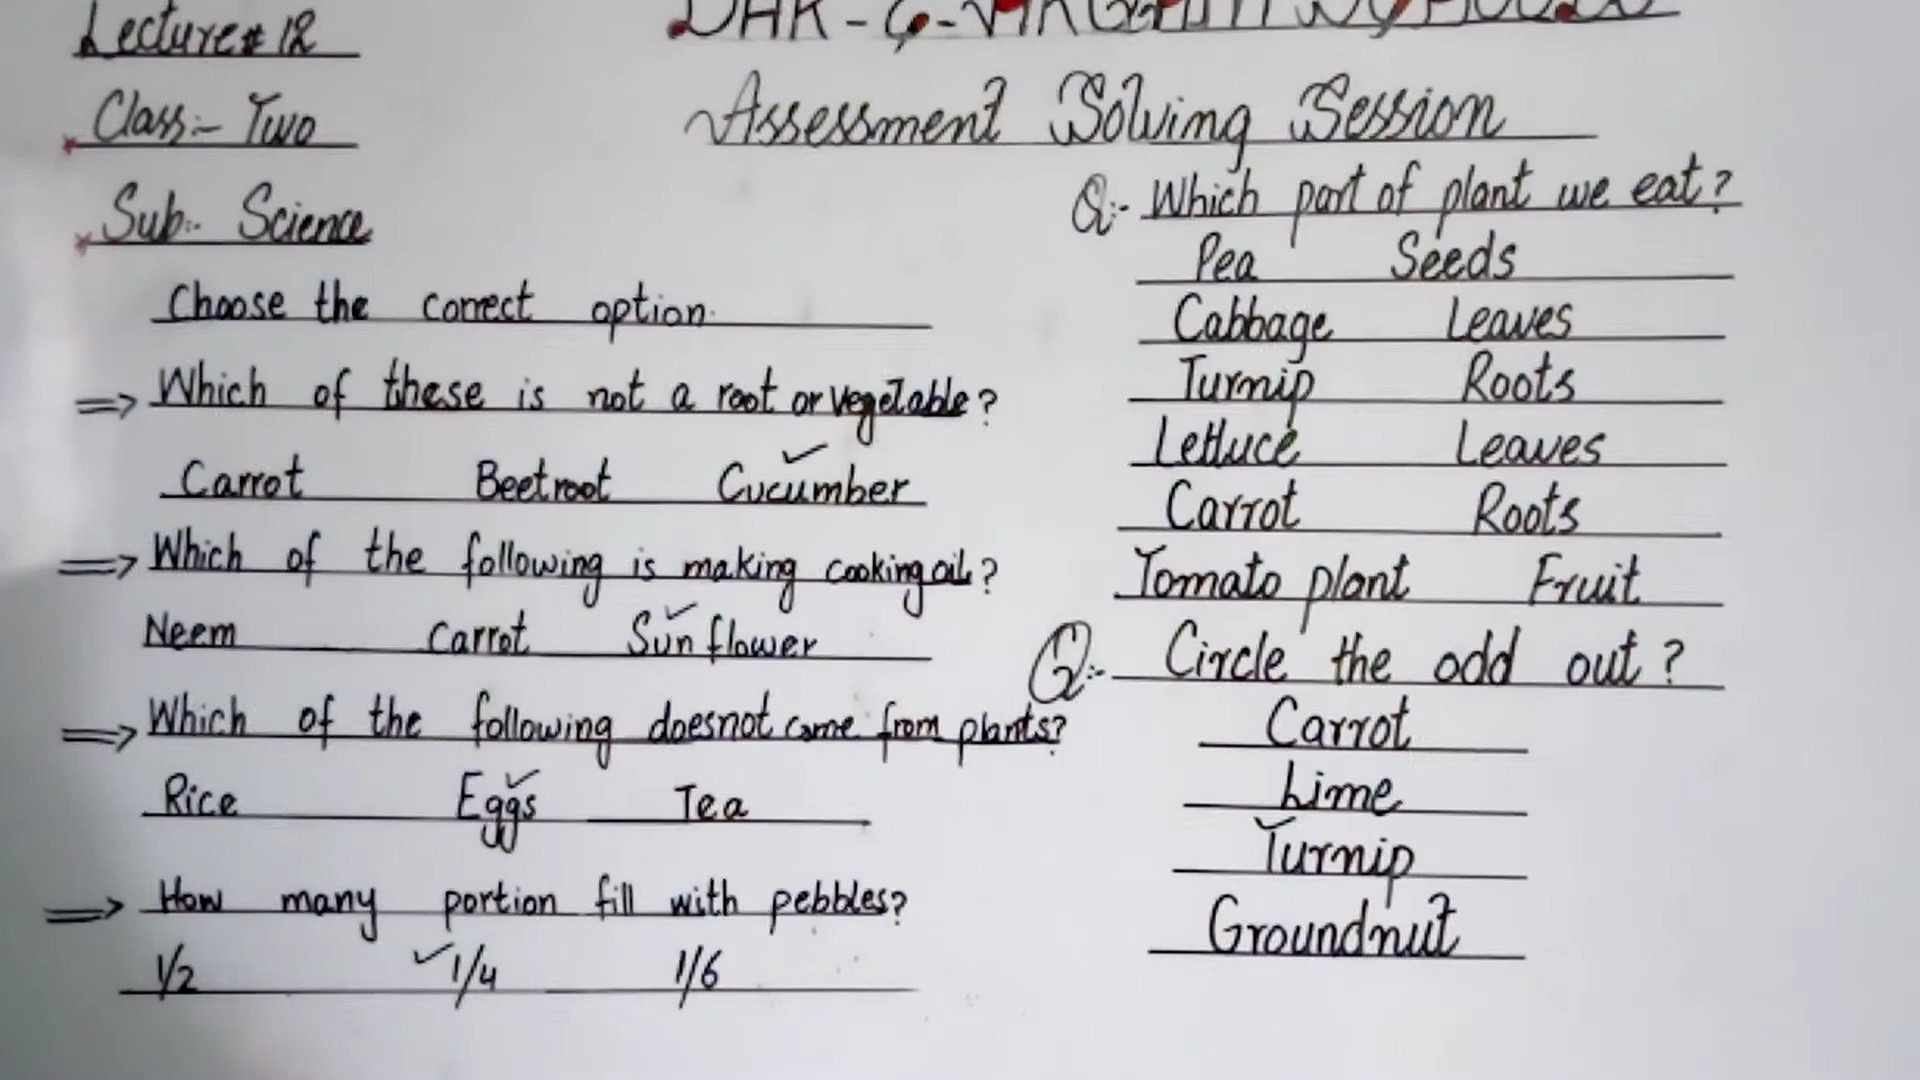 Lecture # 12
Class:- Two
Sub:. Science
DAR-
Assessment Solving Session
Choose the correct option.
=> Which of these is not a root or vegetable?
Carrot Beetroot Cucumber ✓
=> Which of the following is making cooking oil?
Neem Carrot Sunflower ✓
=> Which of the following doesnot come from plants?
Rice Eggs ✓ Tea
=> How many portion fill with pebbles?
1/2 ✓ 1/4 1/6
Q:- Which part of plant we eat?
Pea Seeds
Cabbage Leaves
Turnip Roots
Lettuce Leaves
Carrot Roots
Tomato plant Fruit
Q:- Circle the odd out?
Carrot
Lime
Turnip
Groundnut